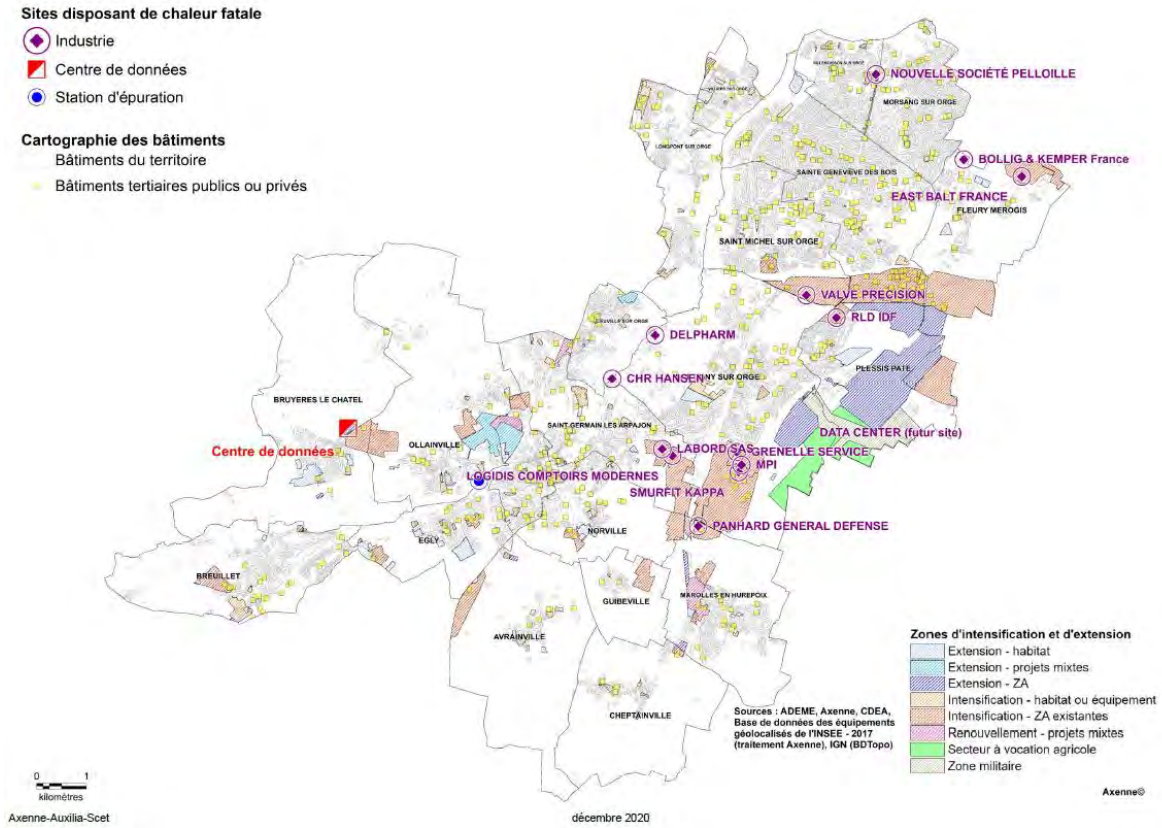 Sites disposant de chaleur fatale
Industrie
Centre de données
Station d'épuration
Cartographie des bâtiments
Bâtiments du territoire
Bâtiments tertiaires publics ou privés
NOUVELLE SOCIÉTÉ PELLOILLE
MORSANG SUR ORGE
LONGPONT SUR ORGE
BOLLIG & KEMPER France
SAINTE GENEVIEVE DES BOIS
EAST BALT FRANCE
FLEURY MEROGIS
SAINT MICHEL SUR ORGE
VALVE PRECISION
RLD IDF
DELPHARM
PLESSIS PATE
CHR HANSEN
NY SUR ORGE
BRUYERES LE CHATEL
SAINT GERMAIN LES ARPAJON
DATA CENTER (futur site)
OLLAINVILLE
Centre de données
LABORD SAS
GRENELLE SERVICE
MPI
LOGIDIS COMPTOIRS MODERNES
SMURFIT KAPPA
PANHARD GENERAL DEFENSE
NORVILLE
EGLY
BREUILLET
GUIBEVILLE
MAROLLES EN HUREPOIX
AVRAINVILLE
CHEPTAINVILLE
Zones d'intensification et d'extension
Extension - habitat
Extension - projets mixtes
Extension - ZA
Intensification - habitat ou équipement
Intensification - ZA existantes
Renouvellement - projets mixtes
Secteur à vocation agricole
Zone militaire
Sources : ADEME, Axenne, CDEA,
Base de données des équipements
géolocalisés de l'INSEE - 2017
(traitement Axenne), IGN (BDTopo)
0 1
kilomètres
Axenne©
Axenne-Auxilia-Scet
décembre 2020